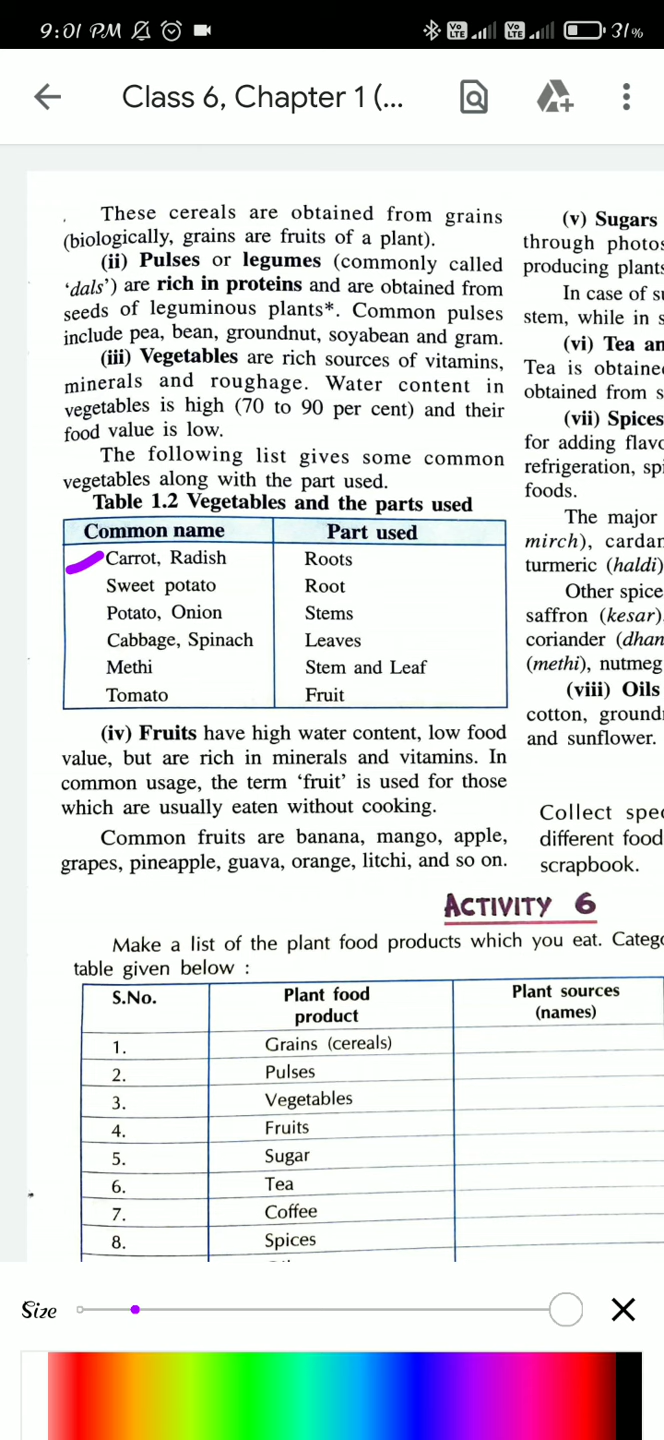 9:01 PM
Vo LTE
Vo LTE
31%
Class 6, Chapter 1 (...
These cereals are obtained from grains
(biologically, grains are fruits of a plant).
(ii) Pulses or legumes (commonly called
'dals') are rich in proteins and are obtained from
seeds of leguminous plants*. Common pulses
include pea, bean, groundnut, soyabean and gram.
(iii) Vegetables are rich sources of vitamins,
minerals and roughage. Water content in
vegetables is high (70 to 90 per cent) and their
food value is low.
The following list gives some common
vegetables along with the part used.
Table 1.2 Vegetables and the parts used
Common name Part used
Carrot, Radish Roots
Sweet potato Root
Potato, Onion Stems
Cabbage, Spinach Leaves
Methi Stem and Leaf
Tomato Fruit
(iv) Fruits have high water content, low food
value, but are rich in minerals and vitamins. In
common usage, the term 'fruit' is used for those
which are usually eaten without cooking.
Common fruits are banana, mango, apple,
grapes, pineapple, guava, orange, litchi, and so on.
(v) Sugars
through photos
producing plants
In case of su
stem, while in s
(vi) Tea an
Tea is obtaine
obtained from s
(vii) Spices
for adding flavo
refrigeration, spi
foods.
The major
mirch), cardar
turmeric (haldi)
Other spice
saffron (kesar)
coriander (dhan
(methi), nutmeg
(viii) Oils
cotton, ground
and sunflower.
Collect spec
different food
scrapbook.
ACTIVITY 6
Make a list of the plant food products which you eat. Catego
table given below :
S.No. Plant food product Plant sources (names)
1. Grains (cereals)
2. Pulses
3. Vegetables
4. Fruits
5. Sugar
6. Tea
7. Coffee
8. Spices
Size